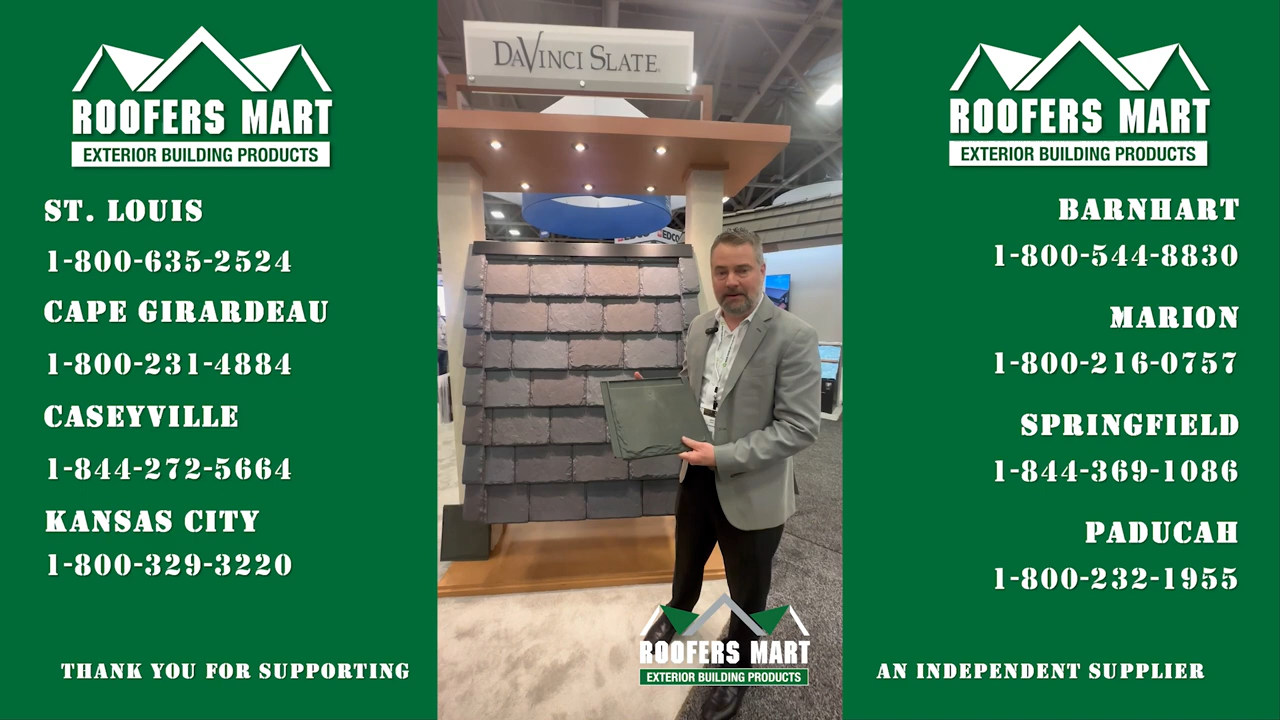 ROOFERS MART
EXTERIOR BUILDING PRODUCTS
ST. LOUIS
1-800-635-2524
CAPE GIRARDEAU
1-800-231-4884
CASEYVILLE
1-844-272-5664
KANSAS CITY
1-800-329-3220
THANK YOU FOR SUPPORTING
DAVINCI SLATE
EDCO
ROOFERS MART
EXTERIOR BUILDING PRODUCTS
ROOFERS MART
EXTERIOR BUILDING PRODUCTS
BARNHART
1-800-544-8830
MARION
1-800-216-0757
SPRINGFIELD
1-844-369-1086
PADUCAH
1-800-232-1955
AN INDEPENDENT SUPPLIER